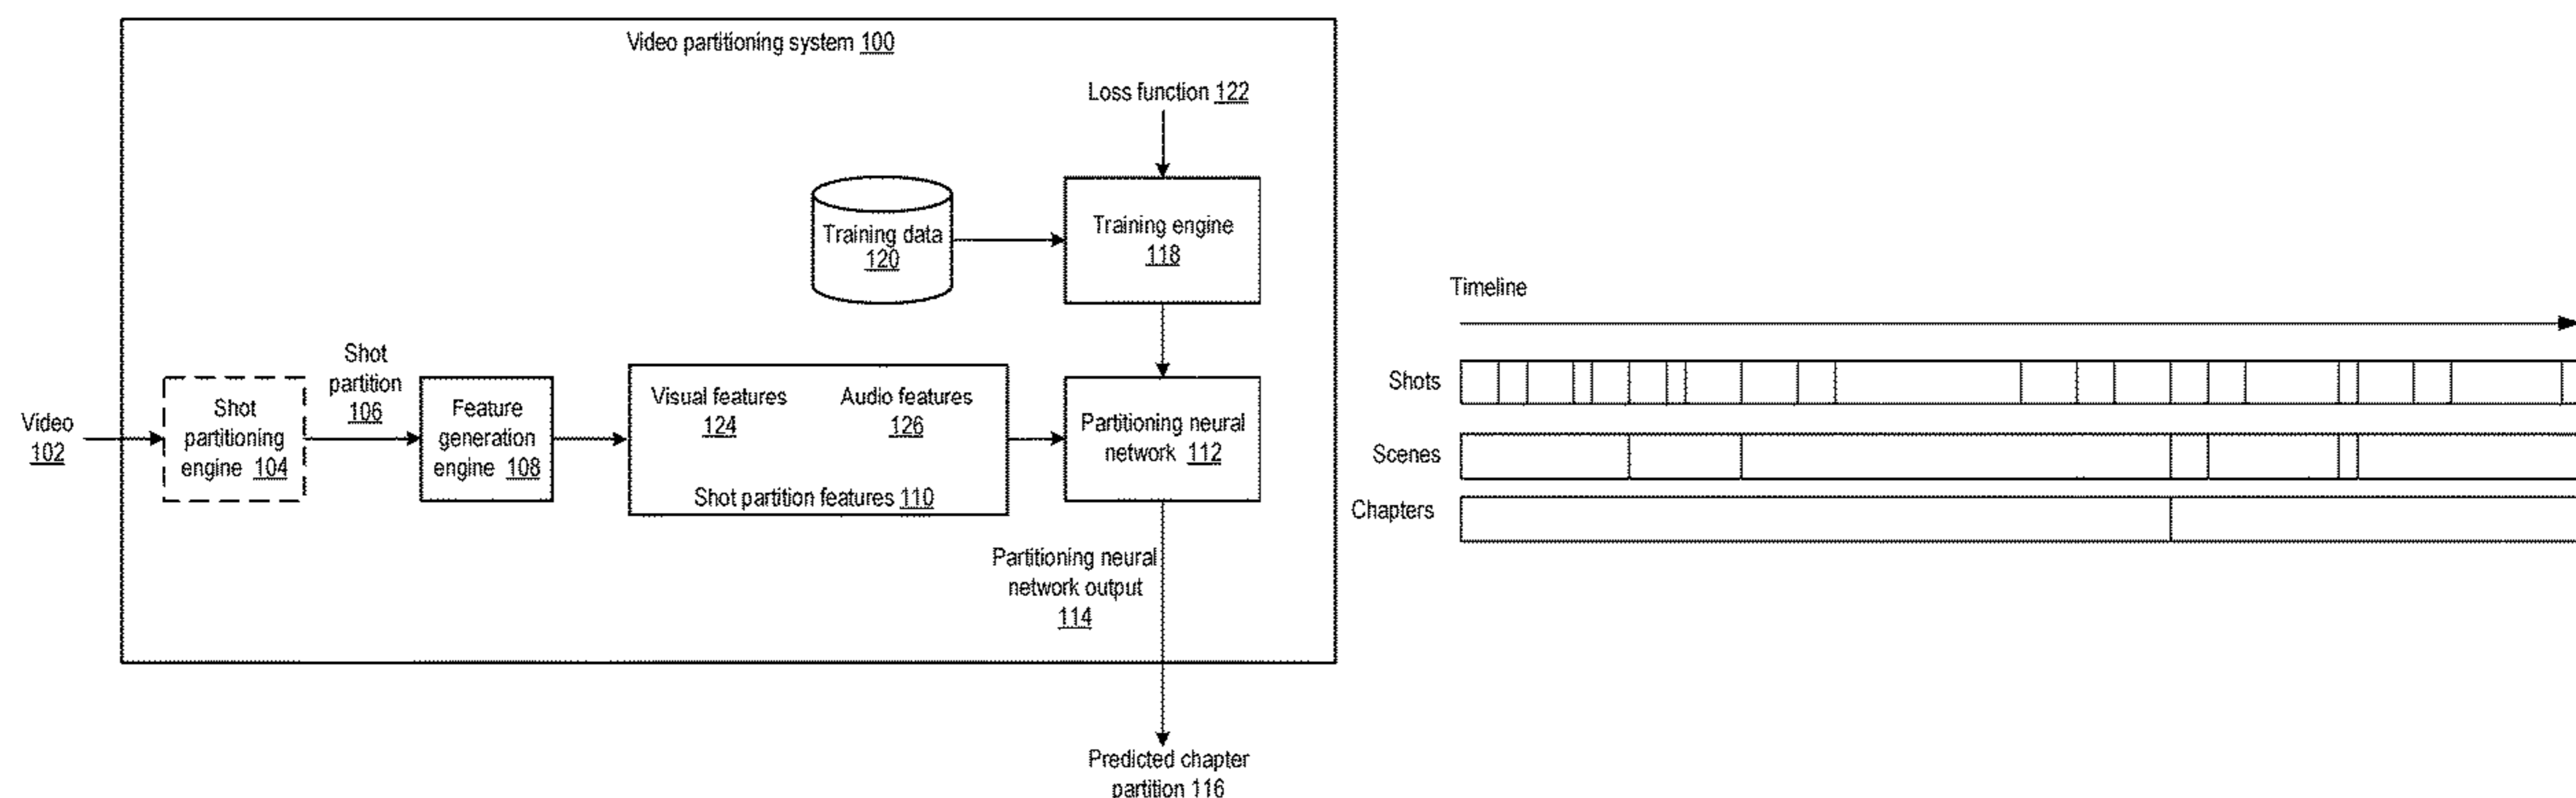 Video partitioning system 100
Loss function 122
Training data
120
Training engine
118
Video
102
Shot
partitioning
engine 104
Shot
partition
106
Feature
generation
engine 108
Visual features
124
Audio features
126
Shot partition features 110
Partitioning neural
network 112
Partitioning neural
network output
114
Predicted chapter
partition 116
Timeline
Shots
Scenes
Chapters